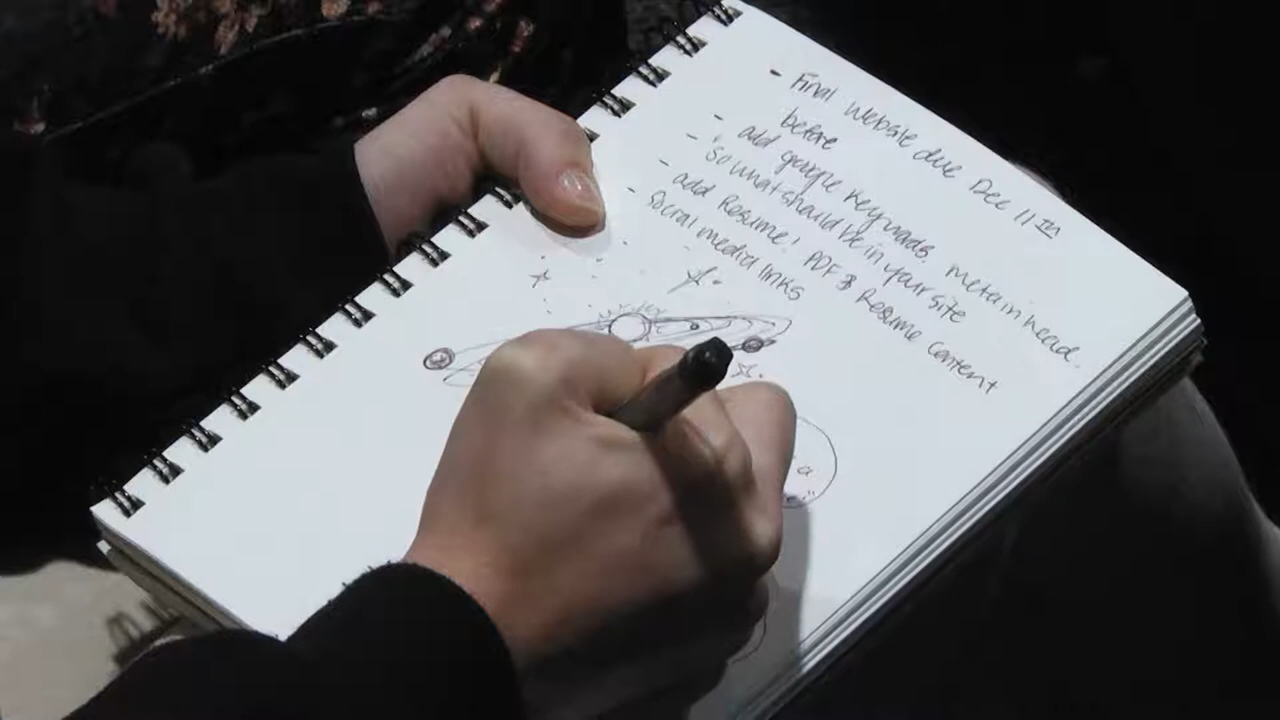 - Final website due Dec 11th
before
- add google keywords meta in head.
- "So what should be in your site
- add Resume! PDF & Resume Content
- Social media links